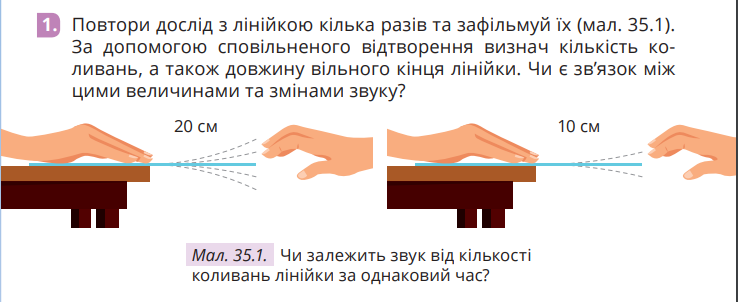 1. Повтори дослід з лінійкою кілька разів та зафільмуй їх (мал. 35.1).
За допомогою сповільненого відтворення визнач кількість ко-
ливань, а також довжину вільного кінця лінійки. Чи є зв’язок між
цими величинами та змінами звуку?
20 см
10 см
Мал. 35.1. Чи залежить звук від кількості
коливань лінійки за однаковий час?